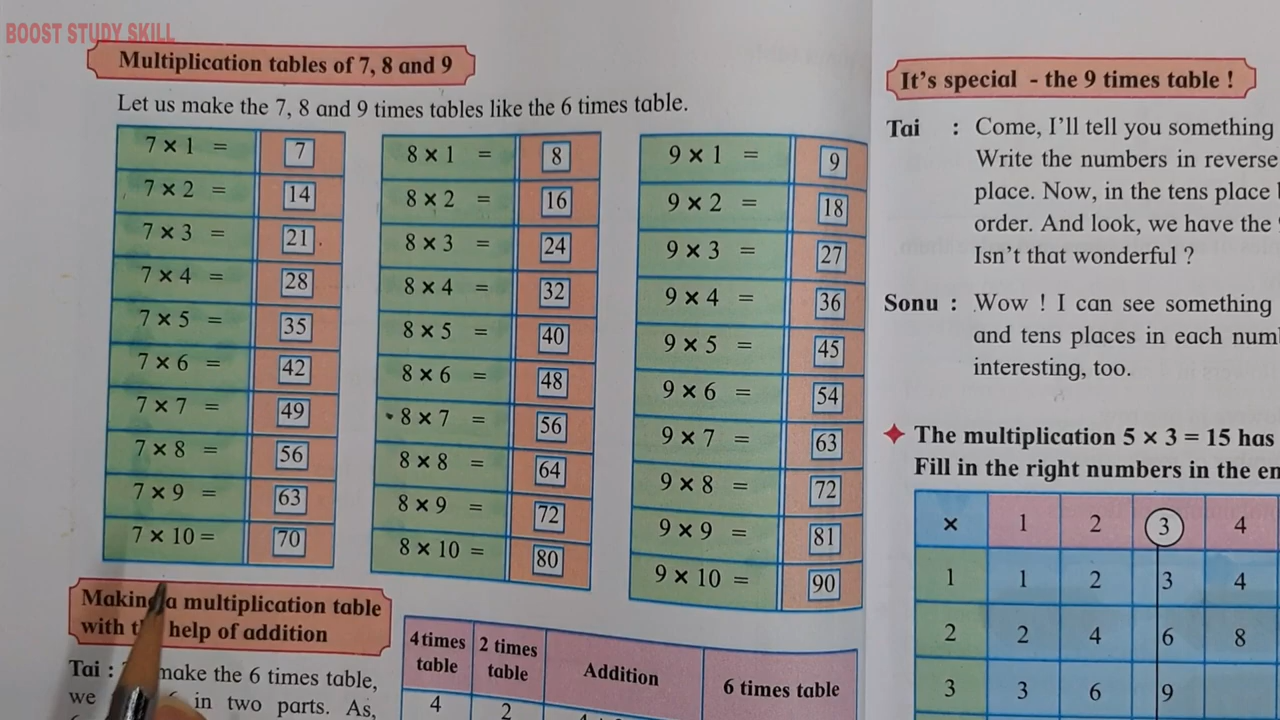 BOOST STUDY SKILL
Multiplication tables of 7, 8 and 9
Let us make the 7, 8 and 9 times tables like the 6 times table.
7 × 1 = 7
7 × 2 = 14
7 × 3 = 21
7 × 4 = 28
7 × 5 = 35
7 × 6 = 42
7 × 7 = 49
7 × 8 = 56
7 × 9 = 63
7 × 10 = 70
8 × 1 = 8
8 × 2 = 16
8 × 3 = 24
8 × 4 = 32
8 × 5 = 40
8 × 6 = 48
8 × 7 = 56
8 × 8 = 64
8 × 9 = 72
8 × 10 = 80
9 × 1 = 9
9 × 2 = 18
9 × 3 = 27
9 × 4 = 36
9 × 5 = 45
9 × 6 = 54
9 × 7 = 63
9 × 8 = 72
9 × 9 = 81
9 × 10 = 90
Making a multiplication table
with help of addition
Tai : make the 6 times table,
we in two parts. As,
4 times table 2 times table Addition 6 times table
4 2
It's special - the 9 times table !
Tai : Come, I'll tell you something
Write the numbers in reverse
place. Now, in the tens place
order. And look, we have the
Isn't that wonderful ?
Sonu : Wow ! I can see something
and tens places in each num
interesting, too.
The multiplication 5 × 3 = 15 has
Fill in the right numbers in the
× 1 2 3 4
1 1 2 3 4
2 2 4 6 8
3 3 6 9